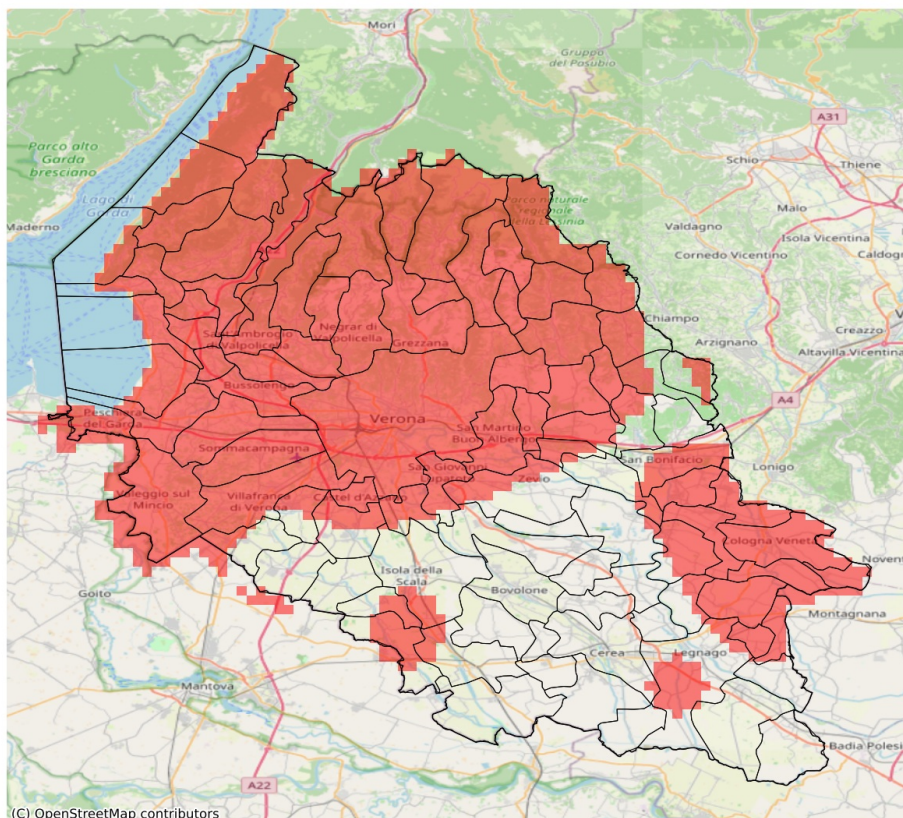 Mori
Gruppo
del Pasubio
A31
Parco alto
Garda
bresciano
Schio
Thiene
Lago di
Garda
Parco naturale
regionale
della Lessinia
Malo
Maderno
Valdagno
Isola Vicentina
Cornedo Vicentino
Caldogn
Chiampo
Sant'Ambrogio
di Valpolicella
Negrar di
Valpolicella
Grezzana
Creazzo
Arzignano
Altavilla Vicentina
Bussolengo
A4
Peschiera
del Garda
Verona
San Martino
Buon Albergo
Sommacampagna
San Bonifacio
Lonigo
San Giovanni
Lupatoto
Zevio
Valeggio sul
Mincio
Villafranca
di Verona
Castel d'Azzano
Cologna Veneta
Novent
Isola della
Scala
Goito
Bovolone
Montagnana
Cerea
Legnago
Mantova
Badia Polesi
A22
(C) OpenStreetMap contributors